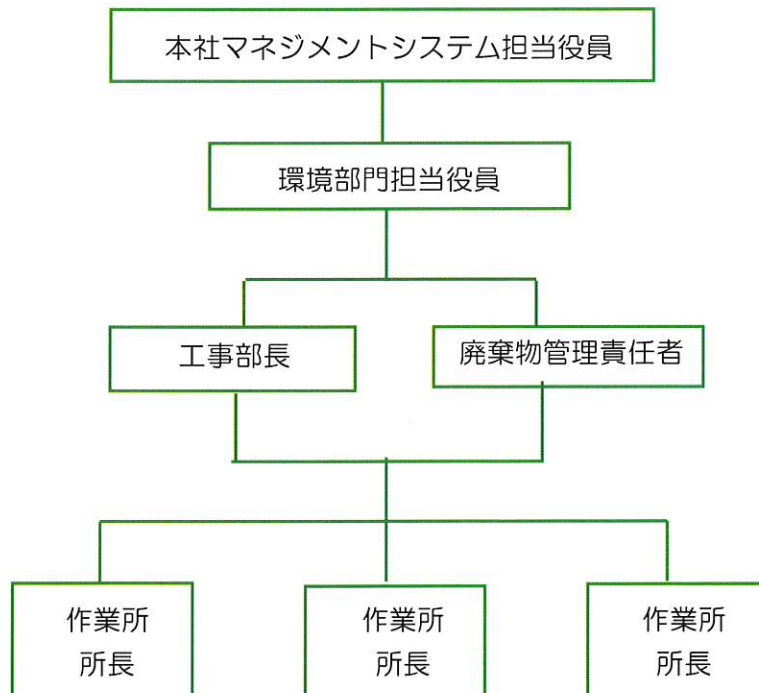 本社マネジメントシステム担当役員
環境部門担当役員
工事部長
廃棄物管理責任者
作業所
所長
作業所
所長
作業所
所長